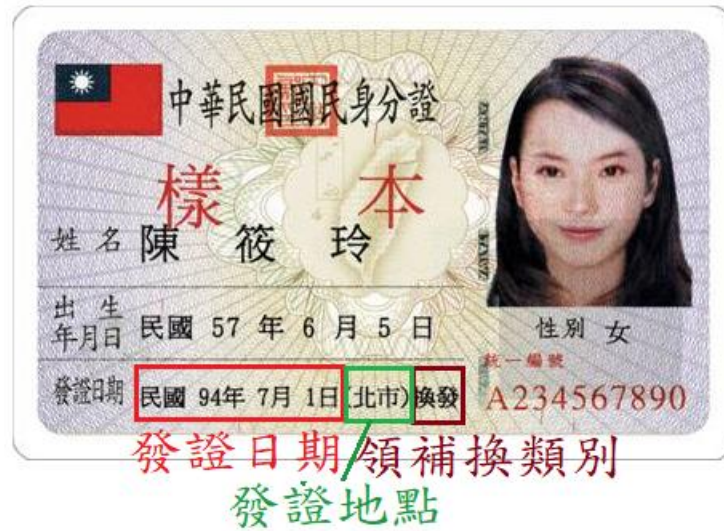 中華民國國民身分證
樣本
姓名 陳筱玲
出生年月日 民國 57 年 6 月 5 日
性別 女
統一編號
發證日期 民國 94年 7月 1日(北市)換發
A234567890
發證日期
領補換類別
發證地點